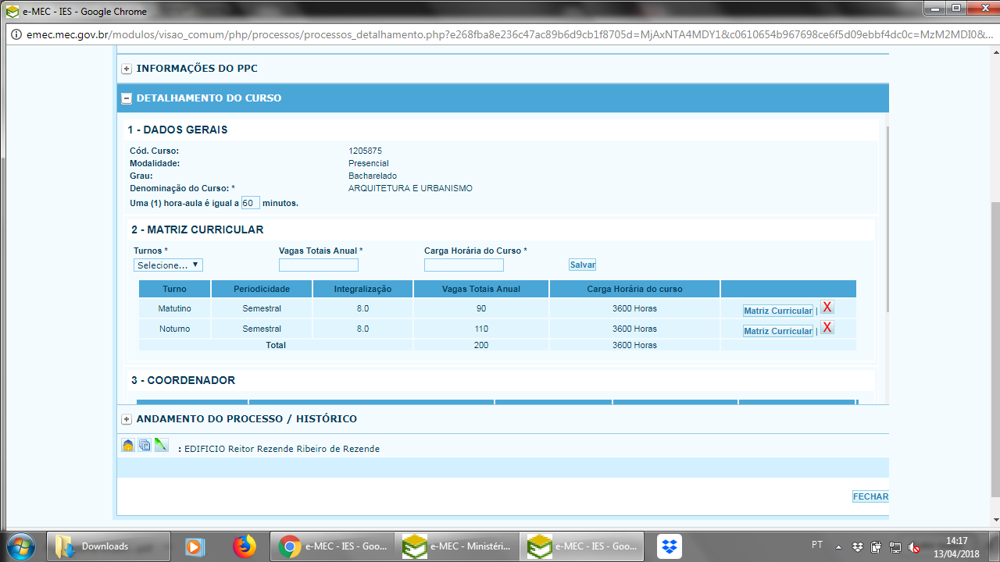 e-MEC - IES - Google Chrome
emec.mec.gov.br/modulos/visao_comum/php/processos/processos_detalhamento.php?e268fba8e236c47ac89b6d9cb1f8705d=MjAxNTA4MDY1&c0610654b967698ce6f5d09ebbf4dc0c=MzM2MDI0&...
INFORMAÇÕES DO PPC
DETALHAMENTO DO CURSO
1 - DADOS GERAIS
Cód. Curso: 1205875
Modalidade: Presencial
Grau: Bacharelado
Denominação do Curso: * ARQUITETURA E URBANISMO
Uma (1) hora-aula é igual a 60 minutos.
2 - MATRIZ CURRICULAR
Turnos * Vagas Totais Anual * Carga Horária do Curso *
Selecione... Salvar
Turno Periodicidade Integralização Vagas Totais Anual Carga Horária do curso
Matutino Semestral 8.0 90 3600 Horas Matriz Curricular | X
Noturno Semestral 8.0 110 3600 Horas Matriz Curricular | X
Total 200 3600 Horas
3 - COORDENADOR
ANDAMENTO DO PROCESSO / HISTÓRICO
: EDIFICIO Reitor Rezende Ribeiro de Rezende
FECHAR
Downloads e-MEC - IES - Goo... e-MEC - Ministéri... e-MEC - IES - Goo... PT 14:17
13/04/2018